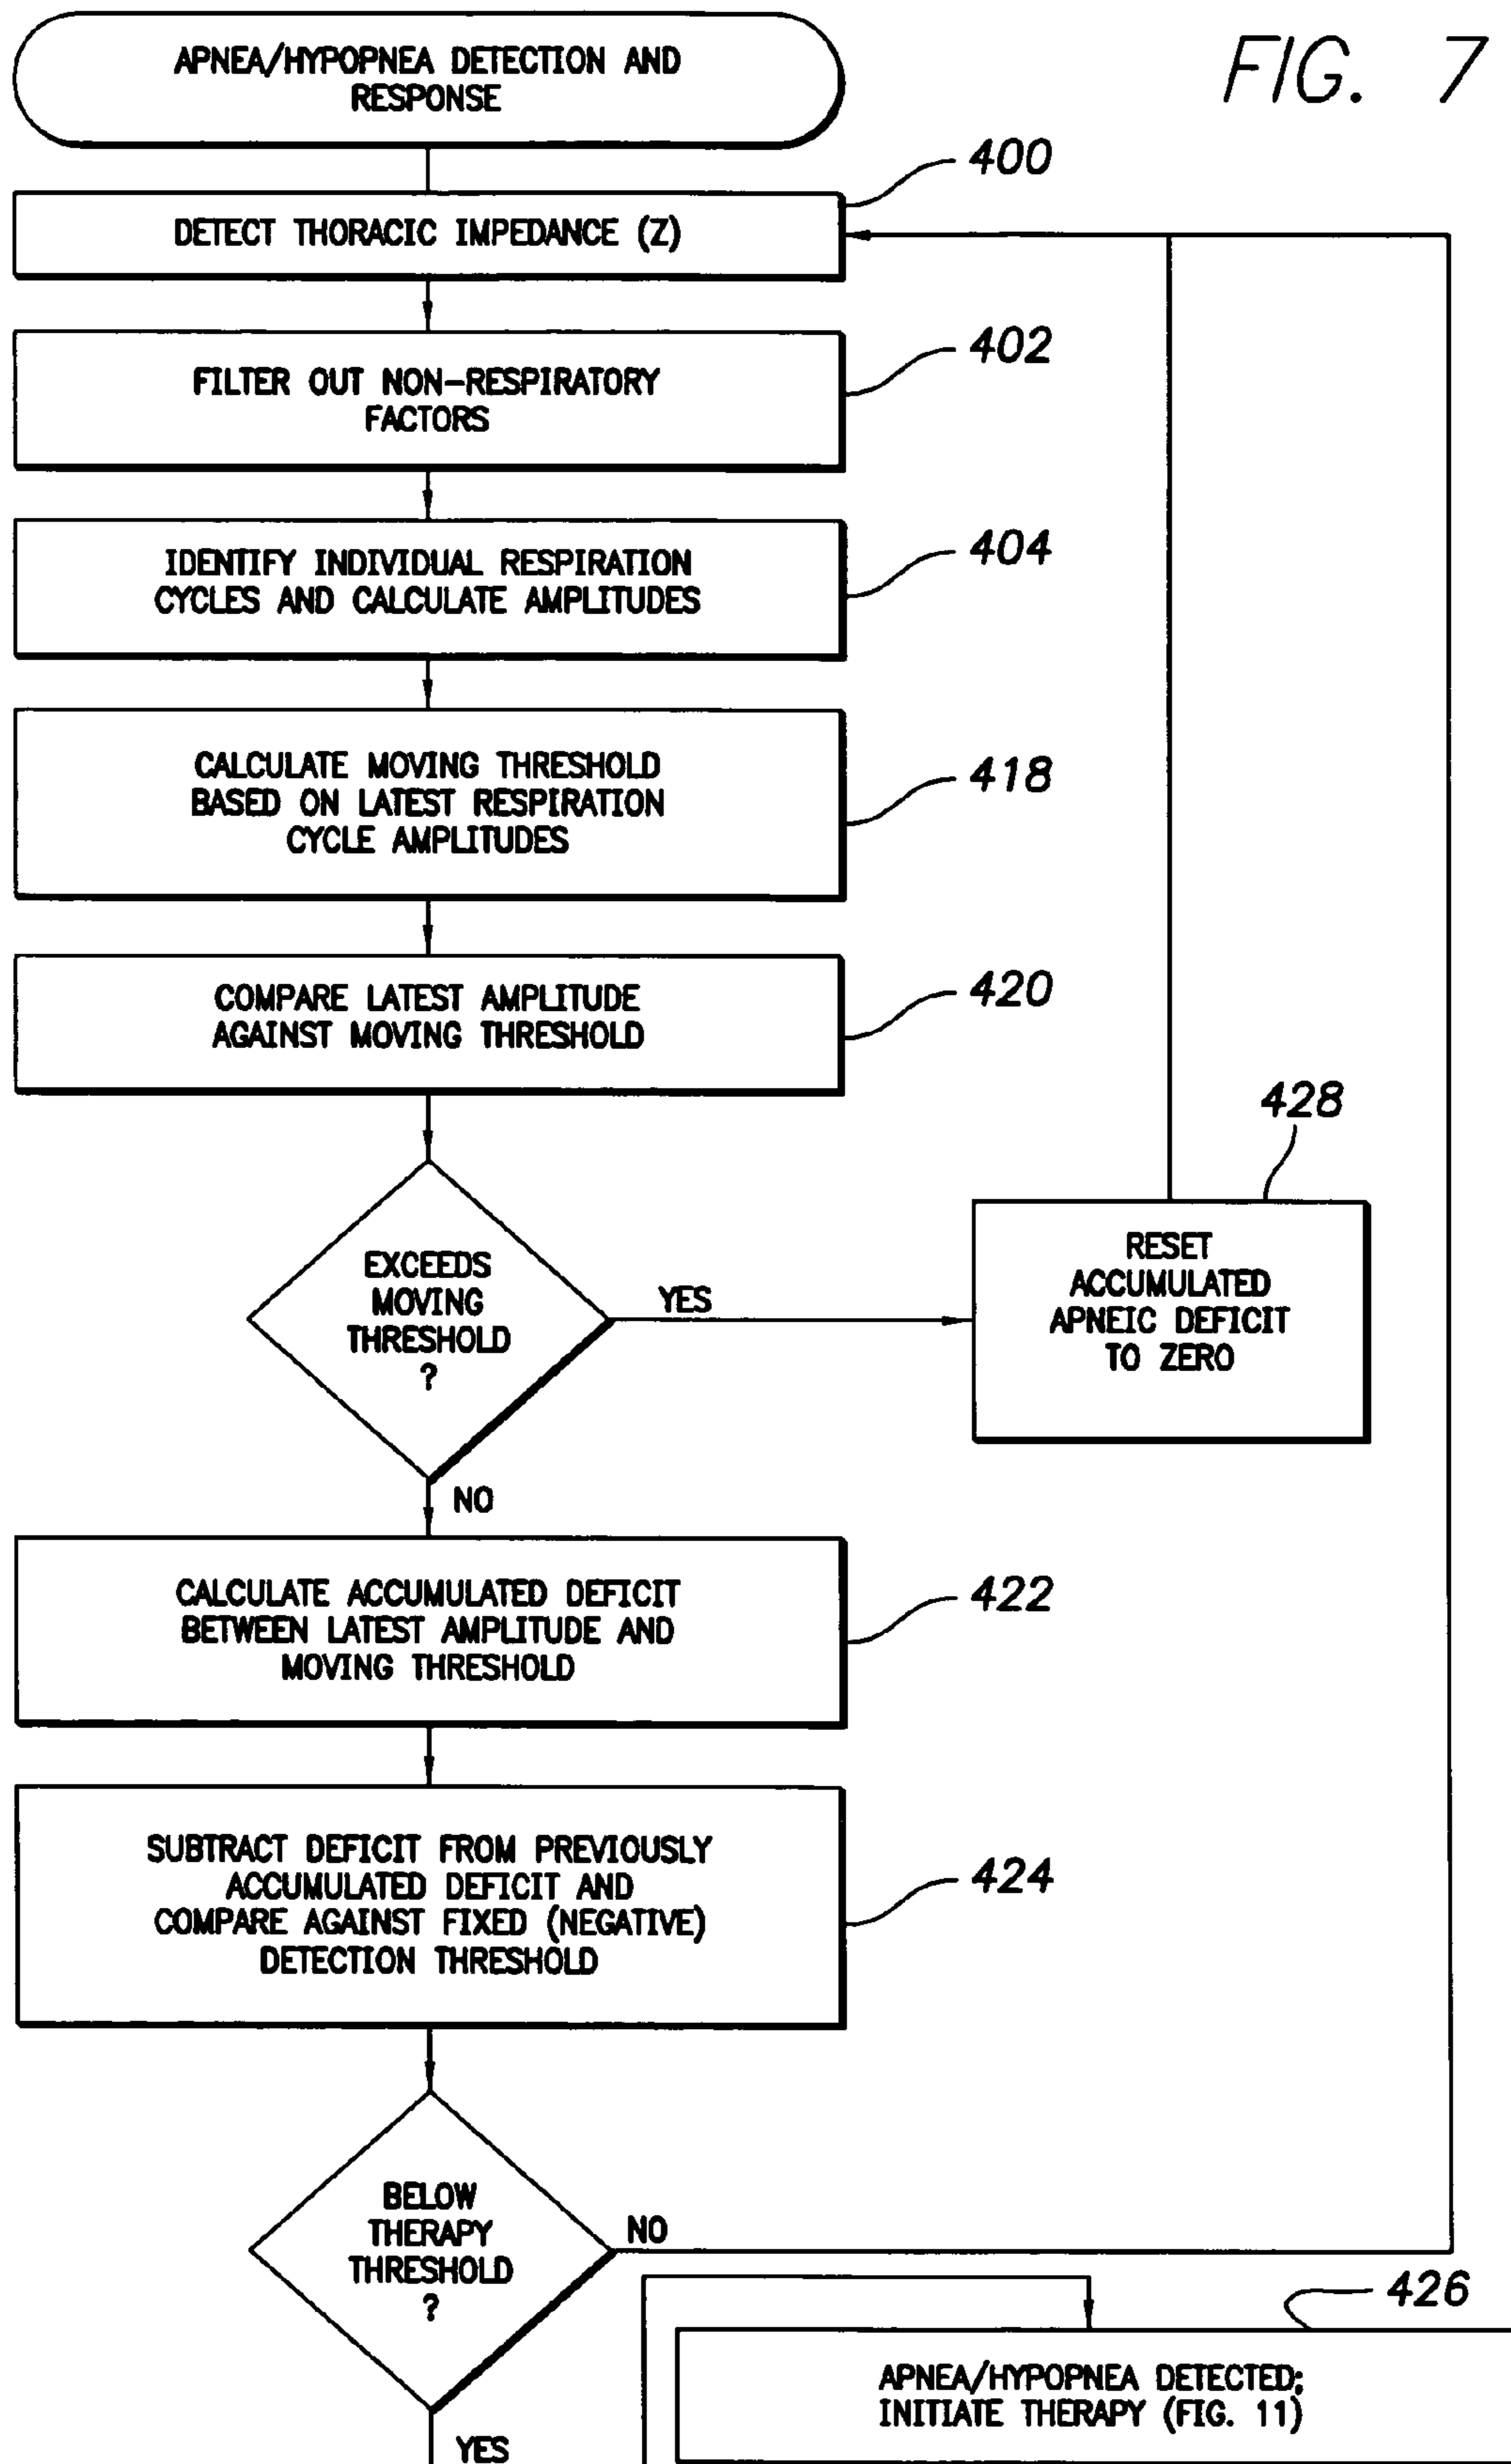 FIG. 7
APNEA/HYPOPNEA DETECTION AND
RESPONSE
400
DETECT THORACIC IMPEDANCE (Z)
402
FILTER OUT NON-RESPIRATORY
FACTORS
404
IDENTIFY INDIVIDUAL RESPIRATION
CYCLES AND CALCULATE AMPLITUDES
418
CALCULATE MOVING THRESHOLD
BASED ON LATEST RESPIRATION
CYCLE AMPLITUDES
420
COMPARE LATEST AMPLITUDE
AGAINST MOVING THRESHOLD
EXCEEDS
MOVING
THRESHOLD
?
YES
428
RESET
ACCUMULATED
APNEIC DEFICIT
TO ZERO
NO
422
CALCULATE ACCUMULATED DEFICIT
BETWEEN LATEST AMPLITUDE AND
MOVING THRESHOLD
424
SUBTRACT DEFICIT FROM PREVIOUSLY
ACCUMULATED DEFICIT AND
COMPARE AGAINST FIXED (NEGATIVE)
DETECTION THRESHOLD
BELOW
THERAPY
THRESHOLD
?
NO
YES
426
APNEA/HYPOPNEA DETECTED;
INITIATE THERAPY (FIG. 11)